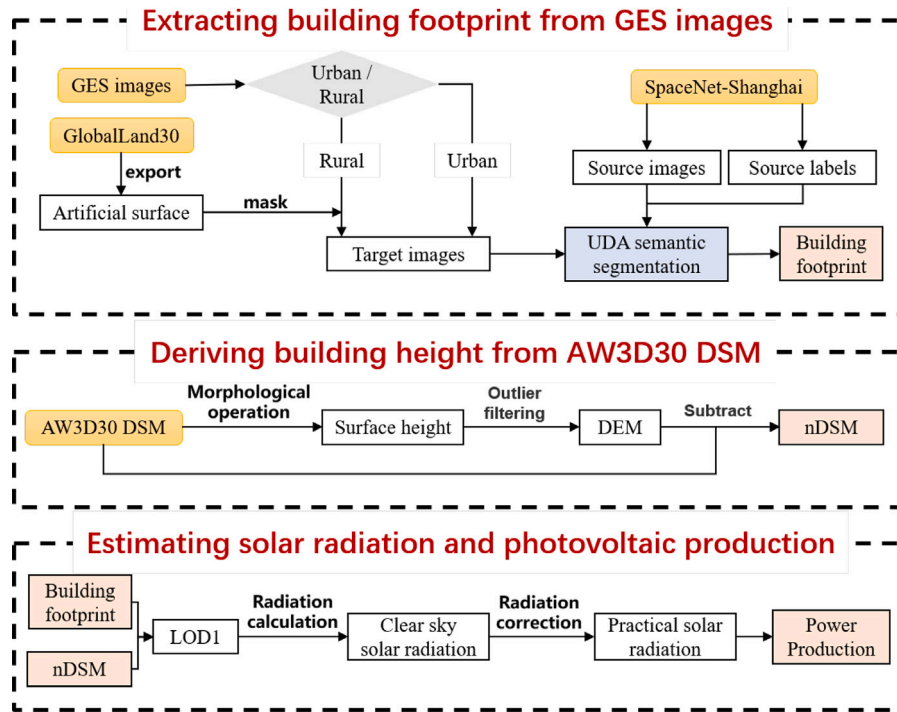 Extracting building footprint from GES images
GES images
Urban /
Rural
SpaceNet-Shanghai
GlobalLand30
export
Rural
Urban
Source images
Source labels
Artificial surface
mask
Target images
UDA semantic
segmentation
Building
footprint
Deriving building height from AW3D30 DSM
Morphological
operation
Outlier
filtering
Subtract
AW3D30 DSM
Surface height
DEM
nDSM
Estimating solar radiation and photovoltaic production
Building
footprint
nDSM
LOD1
Radiation
calculation
Clear sky
solar radiation
Radiation
correction
Practical solar
radiation
Power
Production